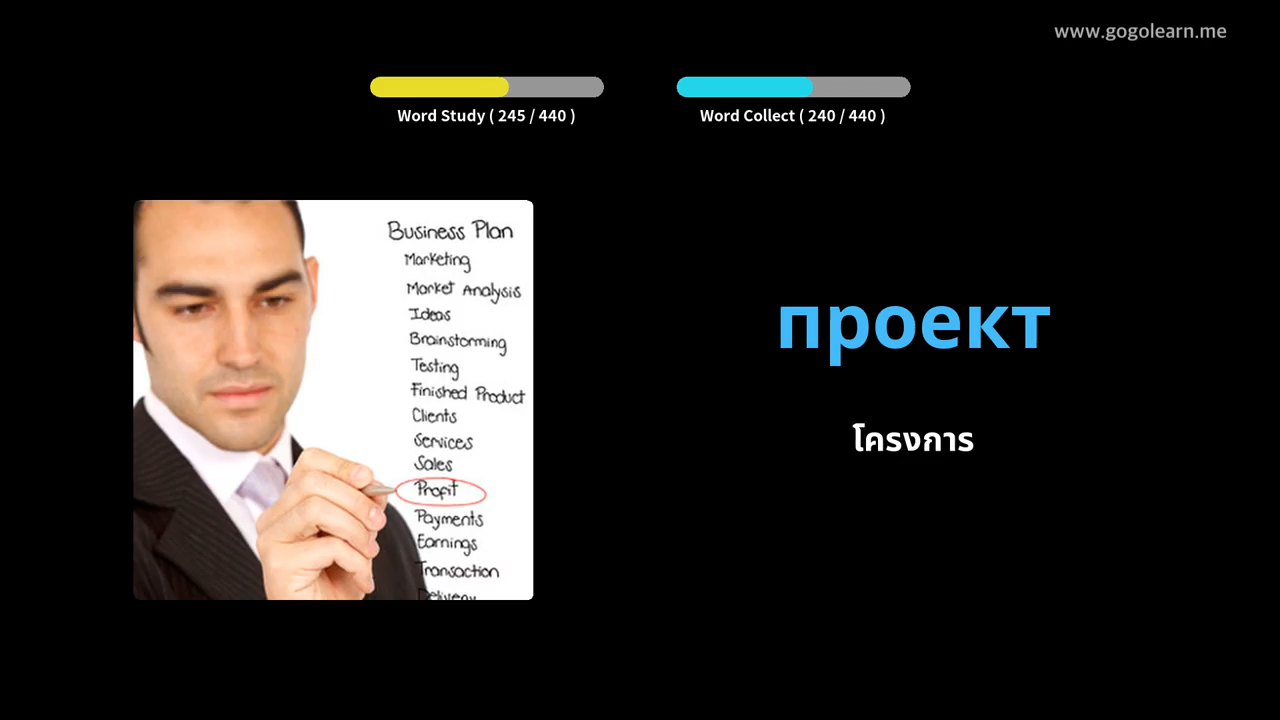 www.gogolearn.me
Word Study ( 245 / 440 )
Word Collect ( 240 / 440 )
Business Plan
Marketing
Market Analysis
Ideas
Brainstorming
Testing
Finished Product
Clients
Services
Sales
Profit
Payments
Earnings
Transaction
Delivery
проект
โครงการ